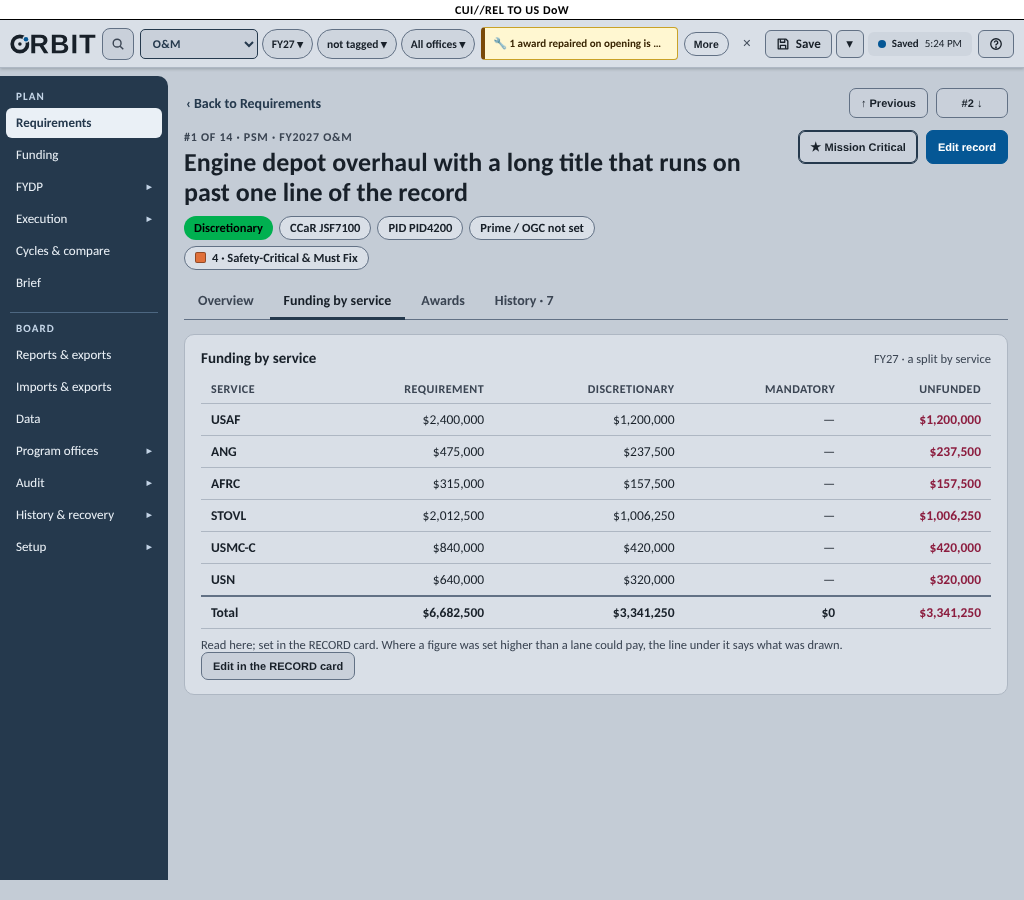 CUI//REL TO US DoW
ORBIT O&M FY27 ▾ not tagged ▾ All offices ▾ 🔧 1 award repaired on opening is ... More × Save ▾ Saved 5:24 PM
PLAN
Requirements
Funding
FYDP ▸
Execution ▸
Cycles & compare
Brief
BOARD
Reports & exports
Imports & exports
Data
Program offices ▸
Audit ▸
History & recovery ▸
Setup ▸
‹ Back to Requirements ↑ Previous #2 ↓
#1 OF 14 · PSM · FY2027 O&M
Engine depot overhaul with a long title that runs on
past one line of the record
★ Mission Critical Edit record
Discretionary CCaR JSF7100 PID PID4200 Prime / OGC not set
4 · Safety-Critical & Must Fix
Overview Funding by service Awards History · 7
Funding by service FY27 · a split by service
SERVICE REQUIREMENT DISCRETIONARY MANDATORY UNFUNDED
USAF $2,400,000 $1,200,000 — $1,200,000
ANG $475,000 $237,500 — $237,500
AFRC $315,000 $157,500 — $157,500
STOVL $2,012,500 $1,006,250 — $1,006,250
USMC-C $840,000 $420,000 — $420,000
USN $640,000 $320,000 — $320,000
Total $6,682,500 $3,341,250 $0 $3,341,250
Read here; set in the RECORD card. Where a figure was set higher than a lane could pay, the line under it says what was drawn.
Edit in the RECORD card